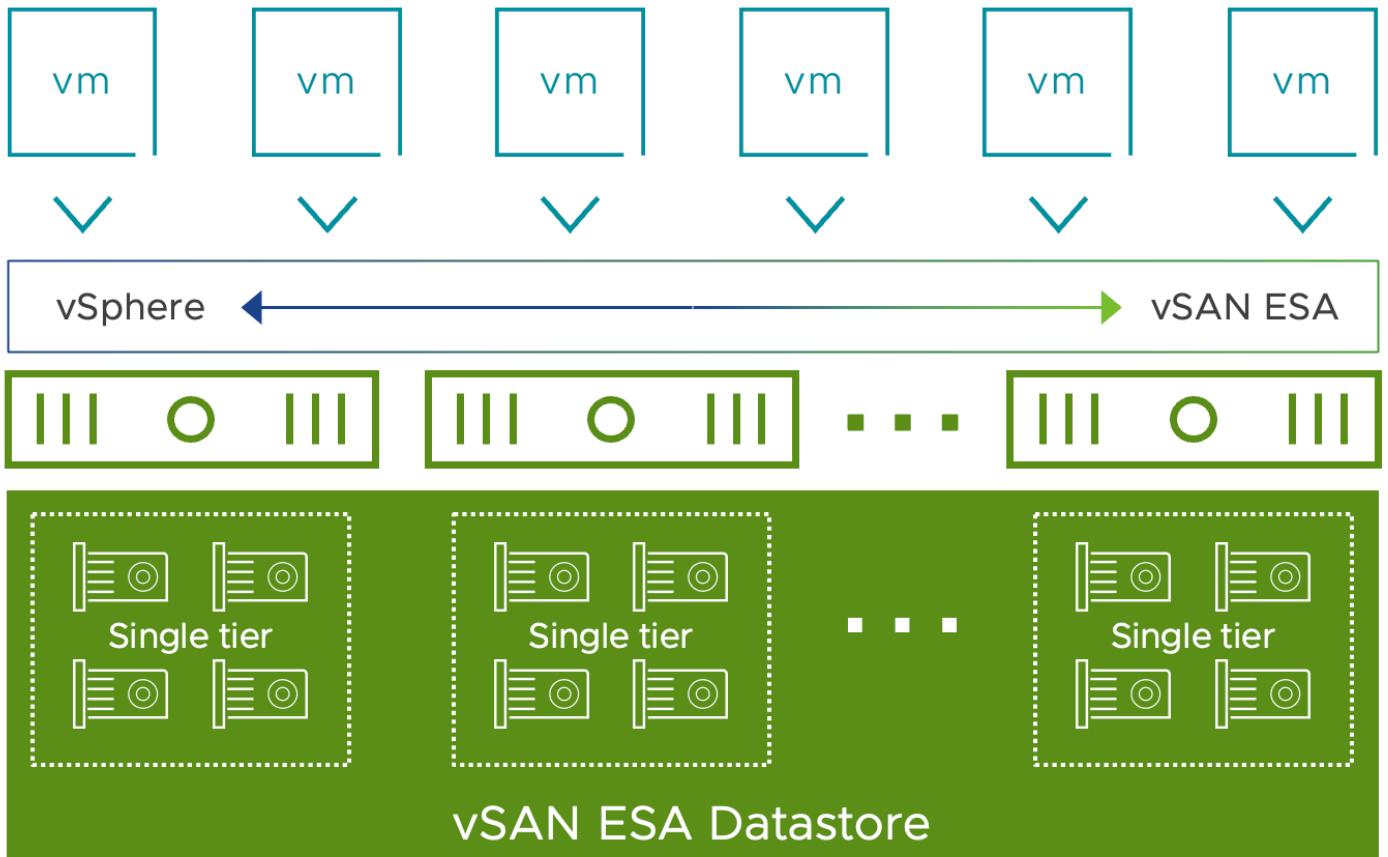 vm vm vm vm vm vm
vSphere vSAN ESA
Single tier Single tier Single tier
vSAN ESA Datastore